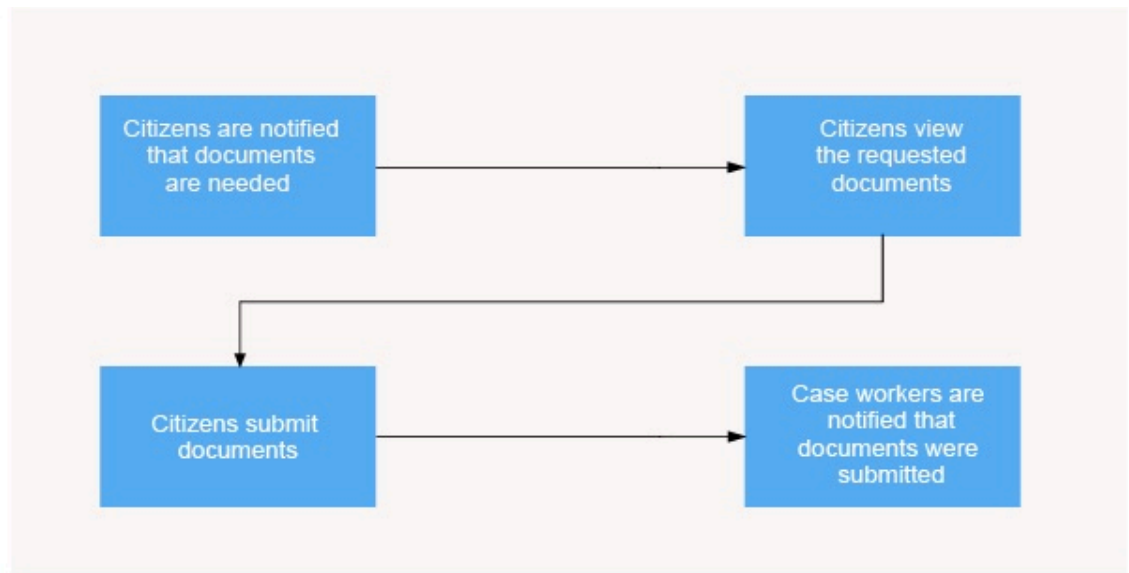 Citizens are notified
that documents
are needed
Citizens view
the requested
documents
Citizens submit
documents
Case workers are
notified that
documents were
submitted